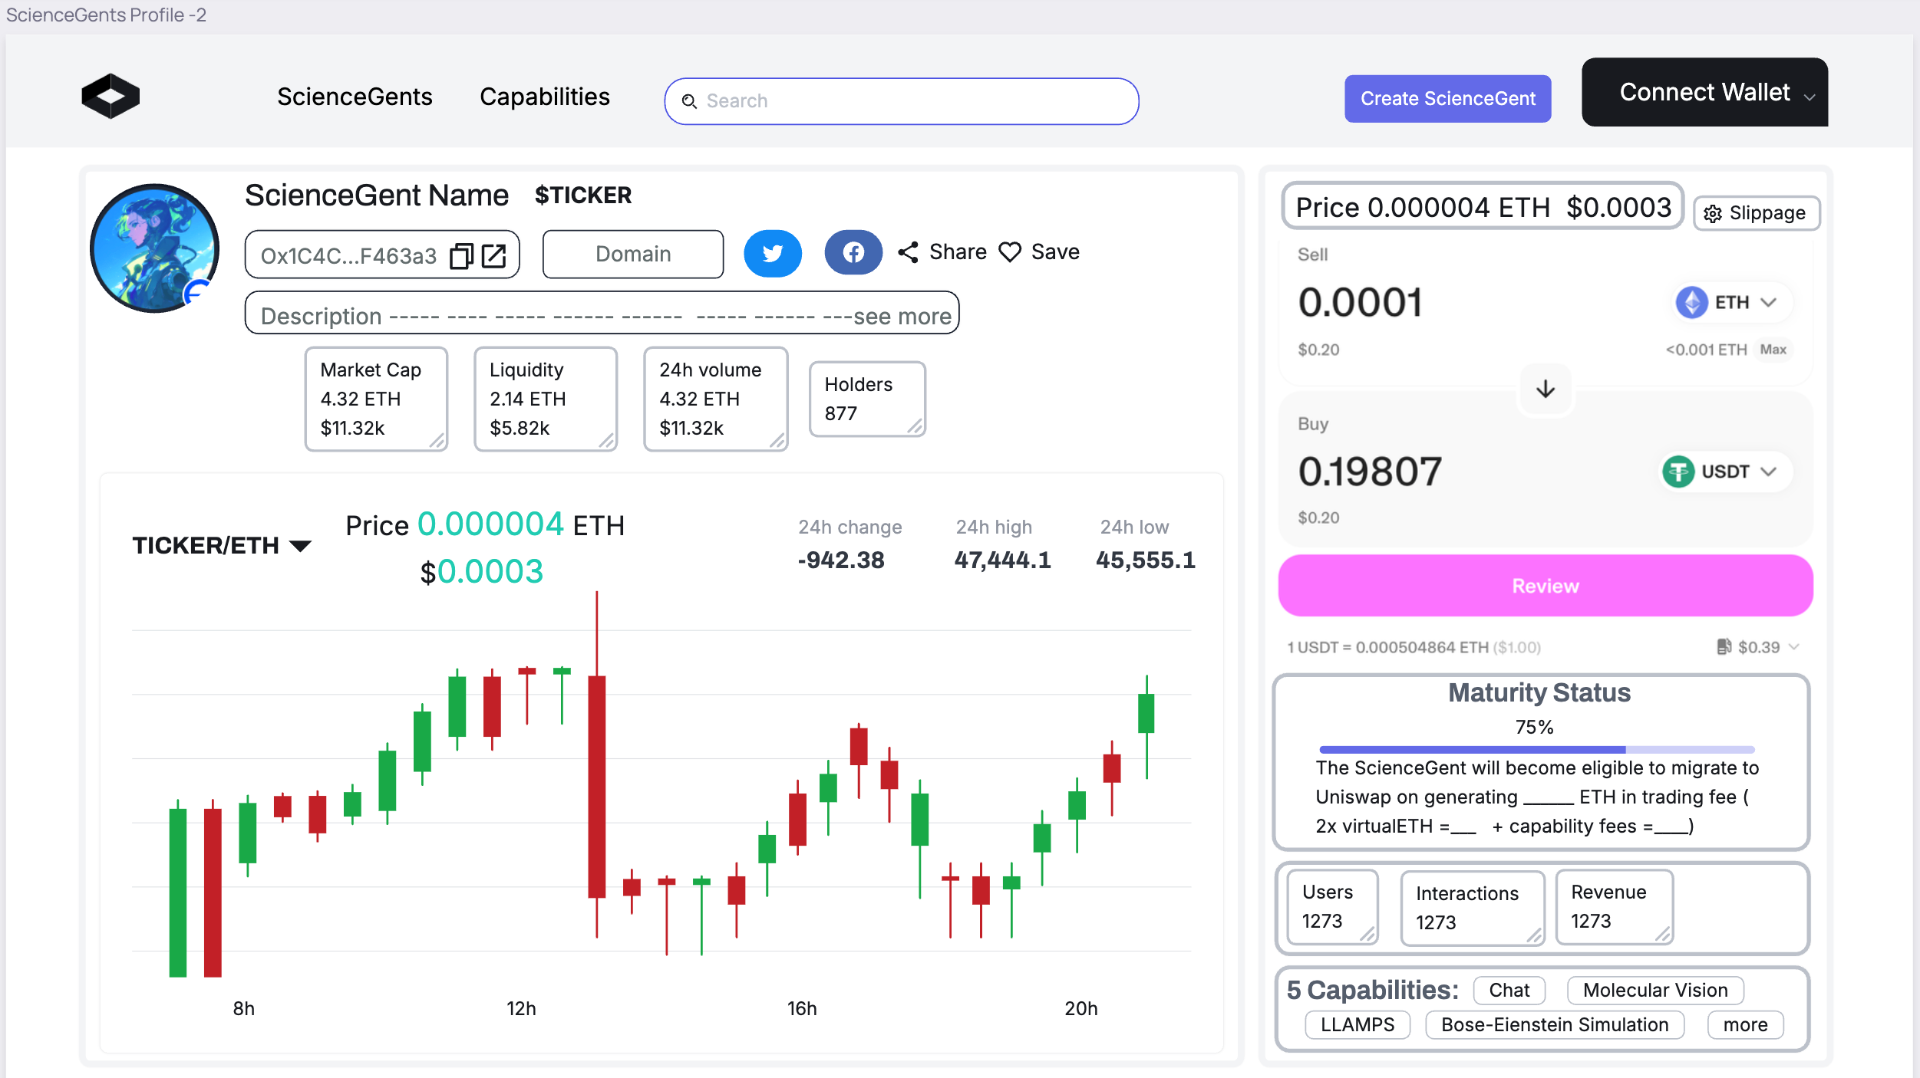 ScienceGents Profile -2
ScienceGents
Capabilities
Search
Create ScienceGent
Connect Wallet
ScienceGent Name $TICKER
Ox1C4C...F463a3
Domain
Share
Save
Description ----- ---- ----- ------ ------ ----- ------ ---see more
Market Cap
4.32 ETH
$11.32k
Liquidity
2.14 ETH
$5.82k
24h volume
4.32 ETH
$11.32k
Holders
877
TICKER/ETH
Price 0.000004 ETH
$0.0003
24h change
-942.38
24h high
47,444.1
24h low
45,555.1
8h
12h
16h
20h
Price 0.000004 ETH $0.0003
Slippage
Sell
0.0001
ETH
$0.20
<0.001 ETH Max
Buy
0.19807
USDT
$0.20
Review
1 USDT = 0.000504864 ETH ($1.00)
$0.39
Maturity Status
75%
The ScienceGent will become eligible to migrate to
Uniswap on generating ______ ETH in trading fee (
2x virtualETH =___ + capability fees =____)
Users
1273
Interactions
1273
Revenue
1273
5 Capabilities: Chat Molecular Vision
LLAMPS Bose-Eienstein Simulation more